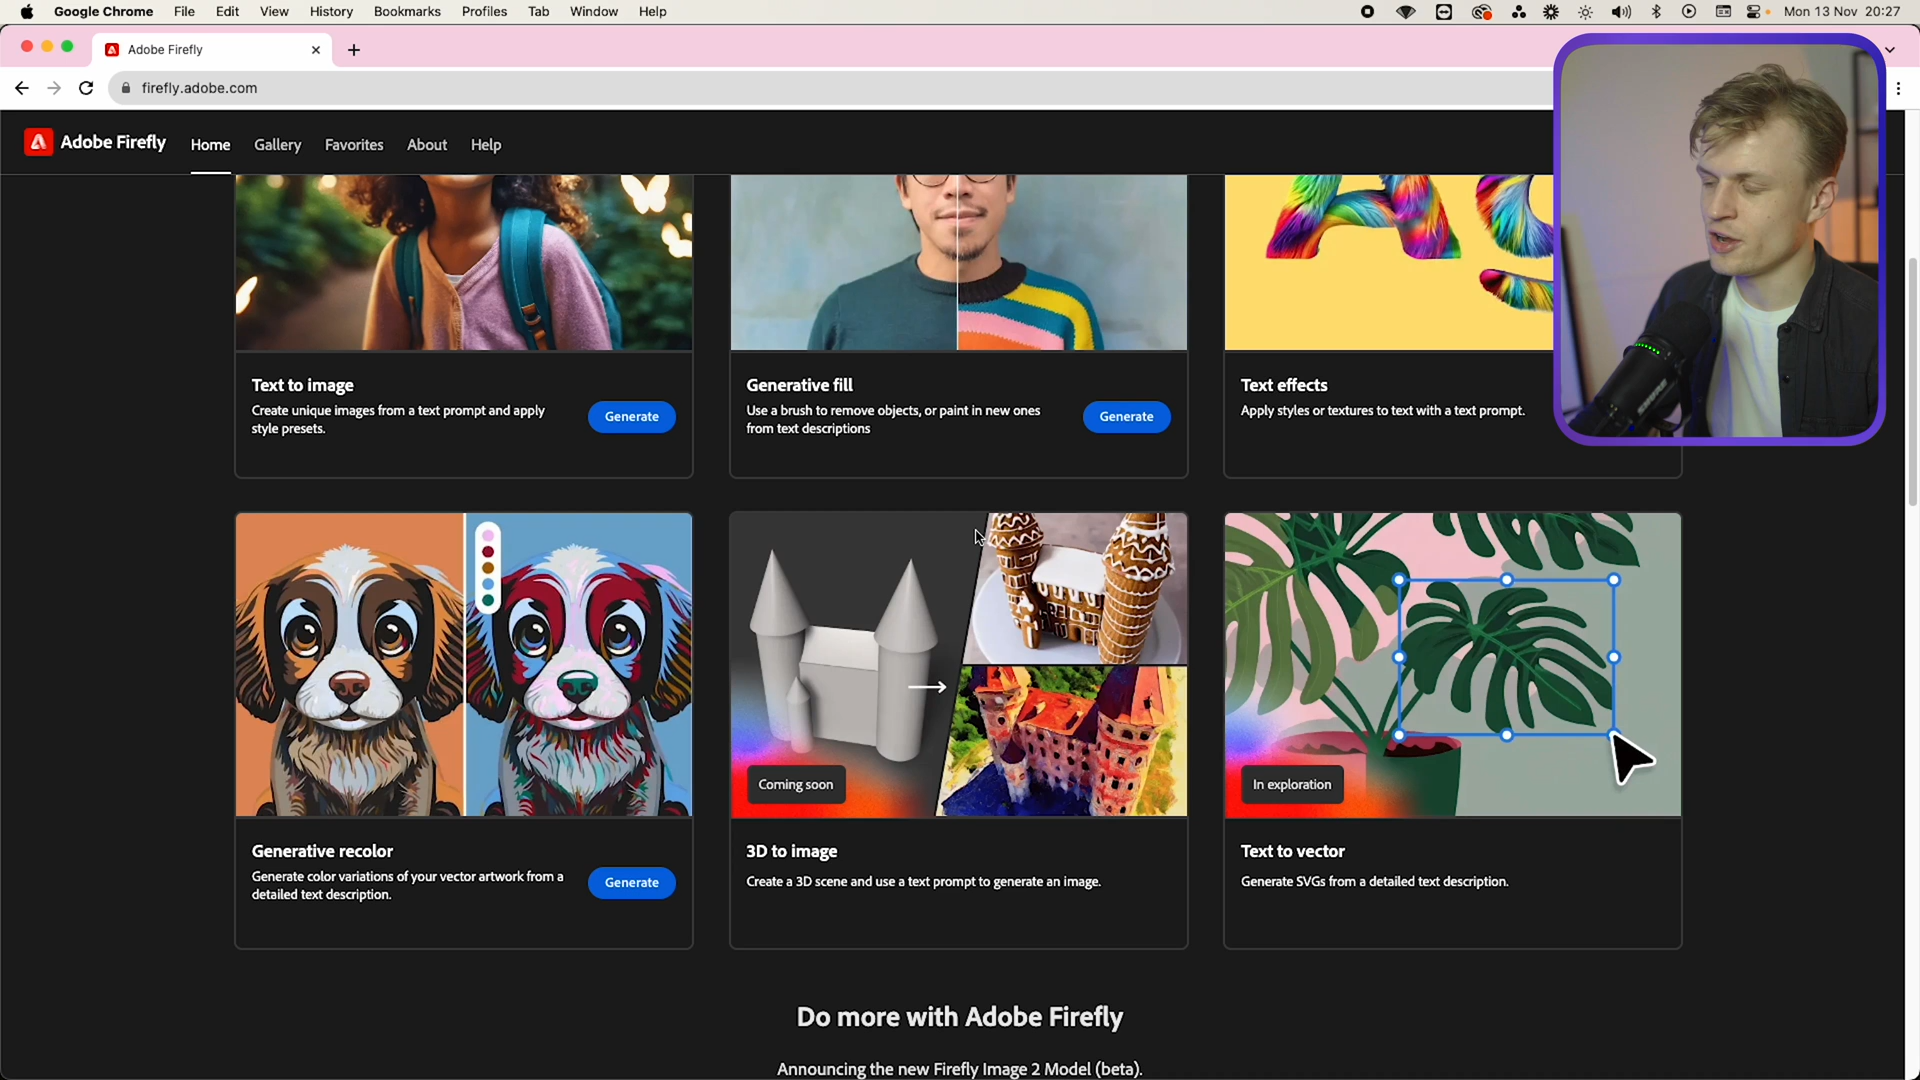 Google Chrome File Edit View History Bookmarks Profiles Tab Window Help Mon 13 Nov 20:27
Adobe Firefly
firefly.adobe.com
Adobe Firefly Home Gallery Favorites About Help
Text to image
Create unique images from a text prompt and apply
style presets.
Generate
Generative fill
Use a brush to remove objects, or paint in new ones
from text descriptions
Generate
Text effects
Apply styles or textures to text with a text prompt.
Coming soon
In exploration
Generative recolor
Generate color variations of your vector artwork from a
detailed text description.
Generate
3D to image
Create a 3D scene and use a text prompt to generate an image.
Text to vector
Generate SVGs from a detailed text description.
Do more with Adobe Firefly
Announcing the new Firefly Image 2 Model (beta).